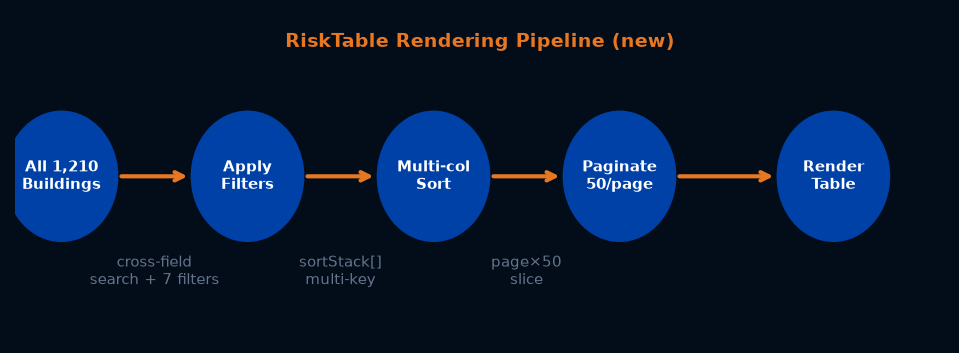 RiskTable Rendering Pipeline (new)
All 1,210
Buildings
Apply
Filters
Multi-col
Sort
Paginate
50/page
Render
Table
cross-field
search + 7 filters
sortStack[]
multi-key
page×50
slice